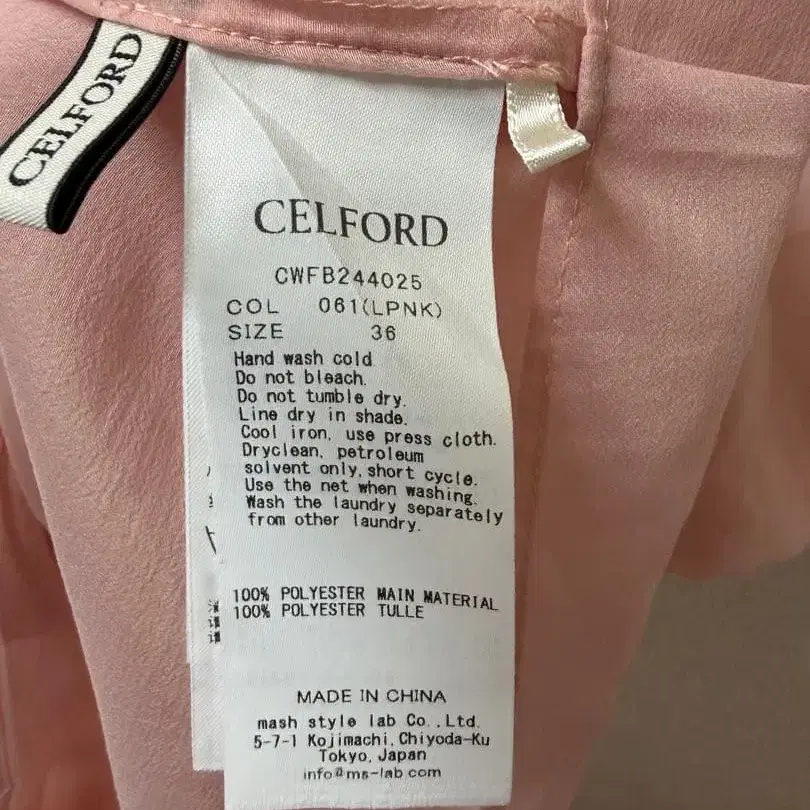 CELFORD
CELFORD
CWFB244025
COL 061(LPNK)
SIZE 36
Hand wash cold
Do not bleach.
Do not tumble dry.
Line dry in shade.
Cool iron, use press cloth.
Dryclean, petroleum
solvent only,short cycle.
Use the net when washing.
Wash the laundry separately
from other laundry.
100% POLYESTER MAIN MATERIAL
100% POLYESTER TULLE
MADE IN CHINA
mash style lab Co.,Ltd.
5-7-1 Kojimachi,Chiyoda-Ku
Tokyo,Japan
info@ms-lab.com